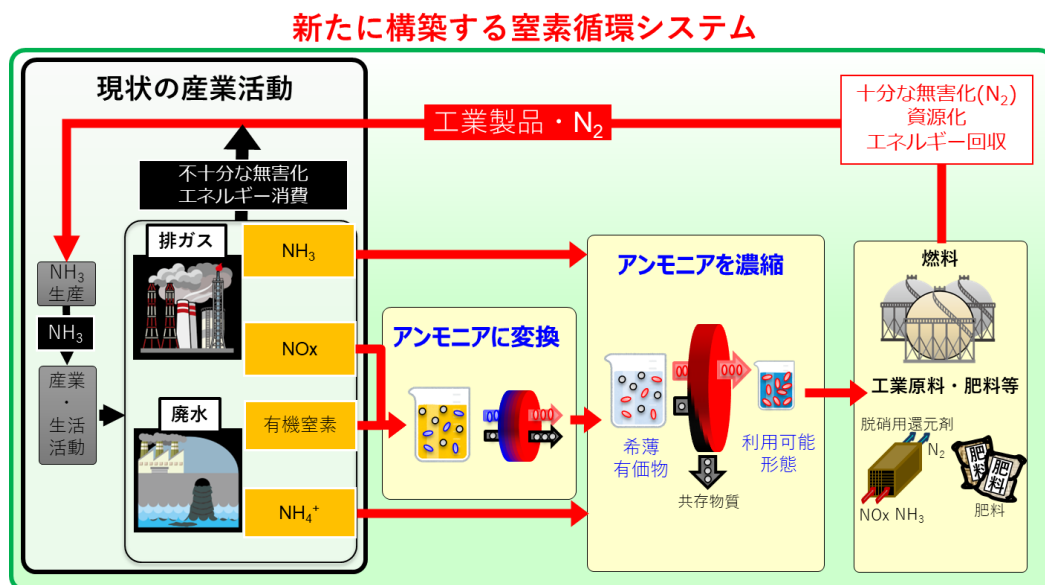 新たに構築する窒素循環システム
現状の産業活動
工業製品・N₂
十分な無害化(N₂)
資源化
エネルギー回収
不十分な無害化
エネルギー消費
排ガス
NH₃
NOx
廃水
有機窒素
NH₄⁺
NH₃
生産
NH₃
産業
・
生活
活動
アンモニアに変換
アンモニアを濃縮
希薄
有価物
利用可能
形態
共存物質
燃料
工業原料・肥料等
脱硝用還元剤
N₂
NOx NH₃
肥料
肥料
肥料